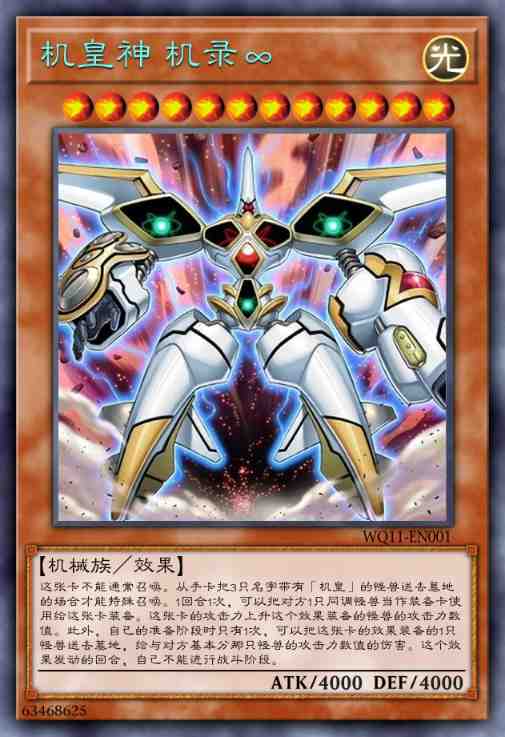 机皇神 机录∞
光
WQ11-EN001
【机械族／效果】
这张卡不能通常召唤。从手卡把3只名字带有「机皇」的怪兽送去墓地
的场合才能特殊召唤。1回合1次，可以把对方1只同调怪兽当作装备卡使
用给这张卡装备。这张卡的攻击力上升这个效果装备的怪兽的攻击力数
值。此外，自己的准备阶段时只有1次，可以把这张卡的效果装备的1只
怪兽送去墓地，给与对方基本分那只怪兽的攻击力数值的伤害。这个效
果发动的回合，自己不能进行战斗阶段。
ATK/4000 DEF/4000
63468625